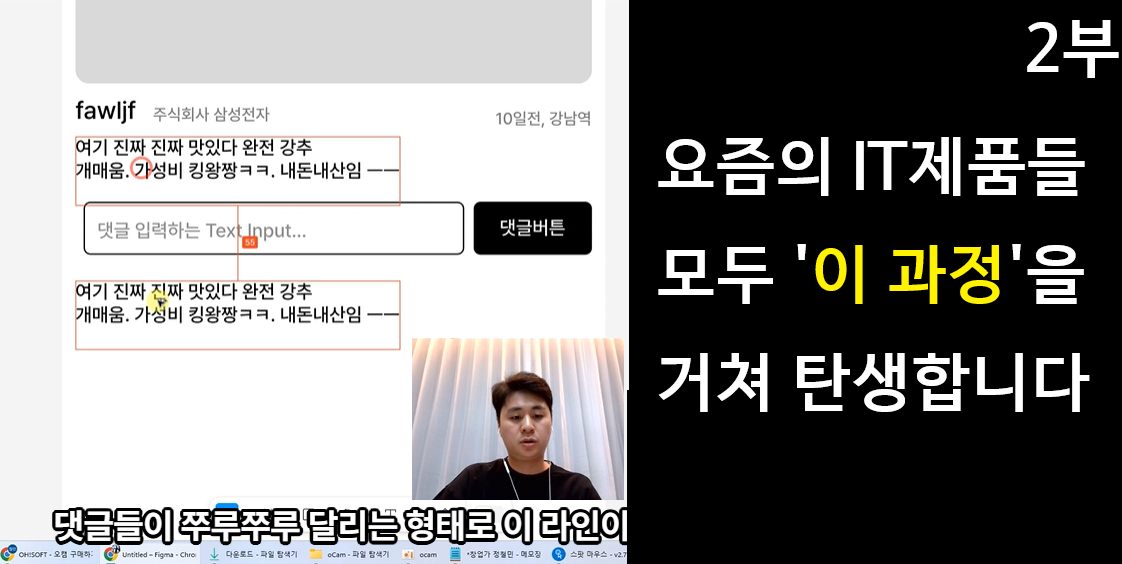 fawljf 주식회사 삼성전자 10일전, 강남역
여기 진짜 진짜 맛있다 완전 강추
개매움. 가성비 킹왕짱ㅋㅋ. 내돈내산임 ㅡㅡ
댓글 입력하는 Text Input...
댓글버튼
55
여기 진짜 진짜 맛있다 완전 강추
개매움. 가성비 킹왕짱ㅋㅋ. 내돈내산임 ㅡㅡ
댓글들이 쭈루쭈루 달리는 형태로 이 라인이
OH!SOFT - 오캠 구매하:
Untitled – Figma - Chro
다운로드 - 파일 탐색기
oCam - 파일 탐색기
ocam
*창업가 정철민 - 메모장
스팟 마우스 - v2.7
2부
요즘의 IT제품들
모두 '이 과정'을
거쳐 탄생합니다